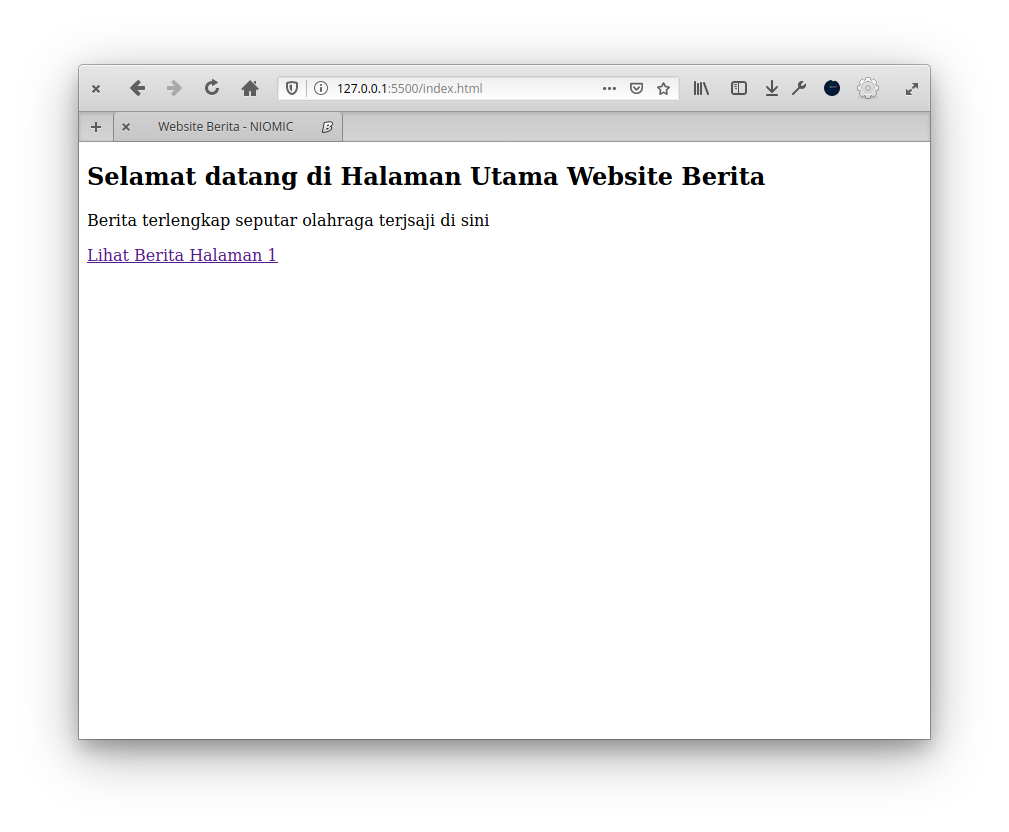 127.0.0.1:5500/index.html
Website Berita - NIOMIC
Selamat datang di Halaman Utama Website Berita
Berita terlengkap seputar olahraga terjsaji di sini
Lihat Berita Halaman 1